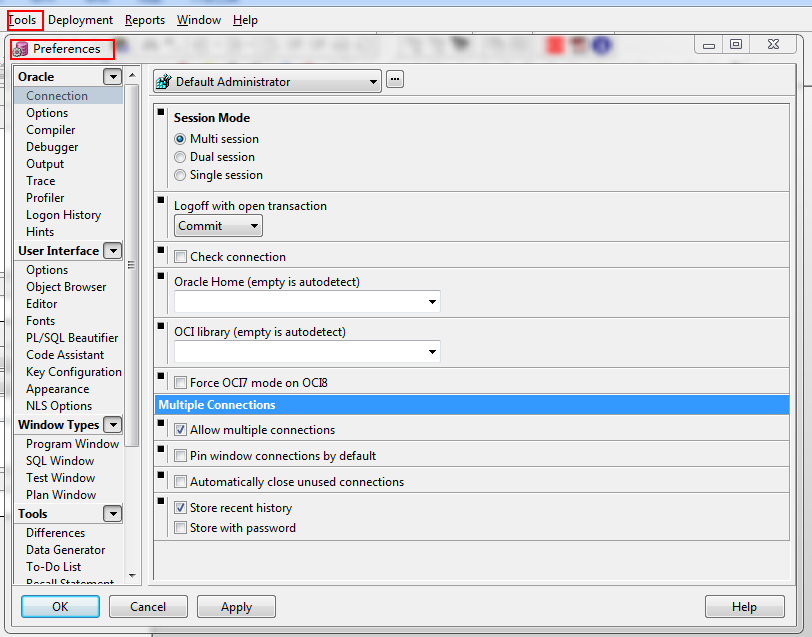 Tools Deployment Reports Window Help
Preferences
Oracle
Connection
Options
Compiler
Debugger
Output
Trace
Profiler
Logon History
Hints
User Interface
Options
Object Browser
Editor
Fonts
PL/SQL Beautifier
Code Assistant
Key Configuration
Appearance
NLS Options
Window Types
Program Window
SQL Window
Test Window
Plan Window
Tools
Differences
Data Generator
To-Do List
Recall Statement
Default Administrator
...
Session Mode
Multi session
Dual session
Single session
Logoff with open transaction
Commit
Check connection
Oracle Home (empty is autodetect)
OCI library (empty is autodetect)
Force OCI7 mode on OCI8
Multiple Connections
Allow multiple connections
Pin window connections by default
Automatically close unused connections
Store recent history
Store with password
OK Cancel Apply Help